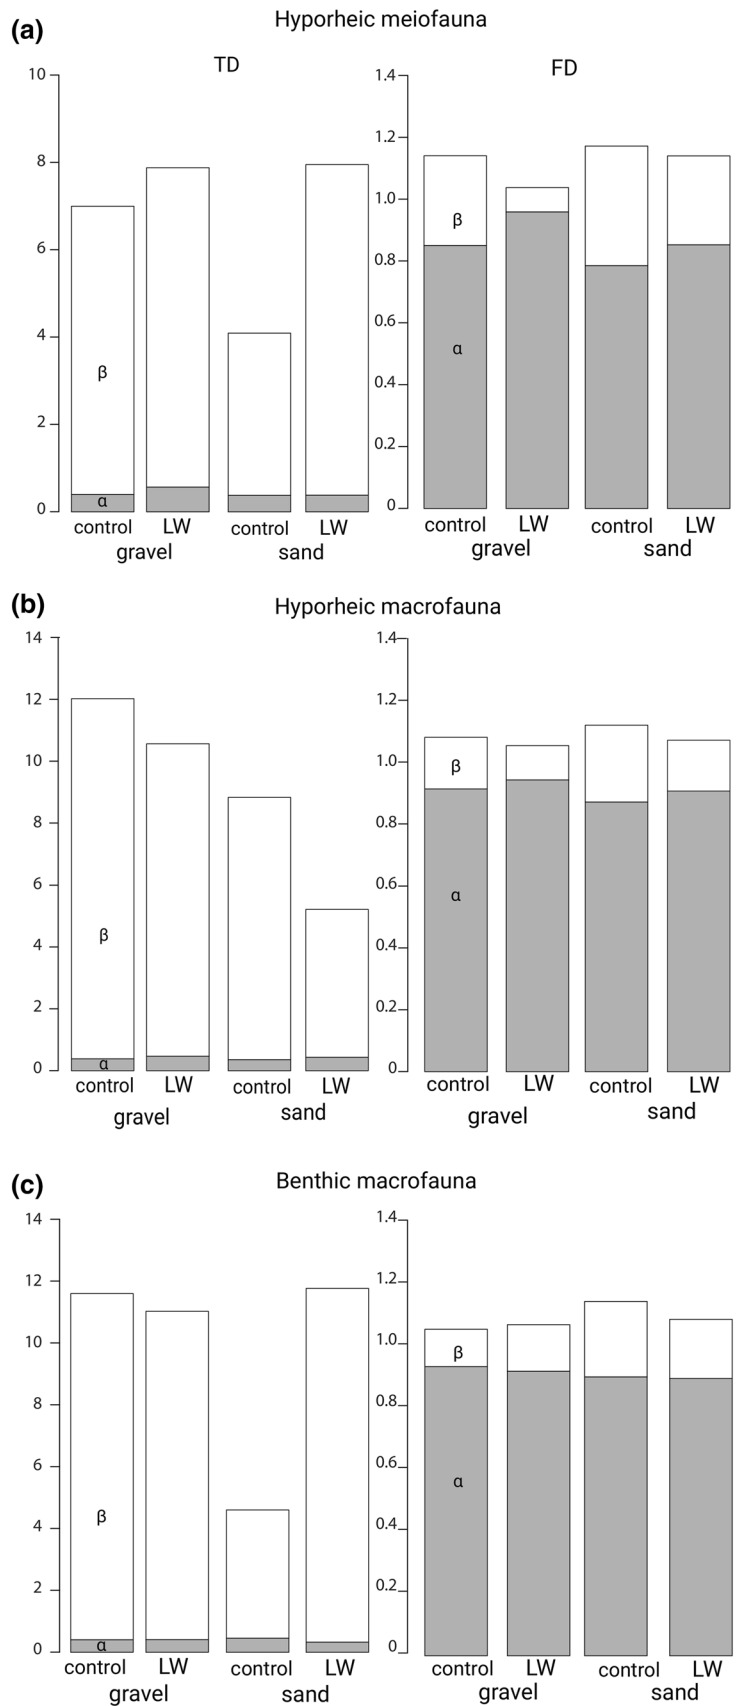 (a) Hyporheic meiofauna
TD FD
10
8
6
4
2
0
β
α
control LW control LW
gravel sand
1.4
1.2
1.0
0.8
0.6
0.4
0.2
0
β
α
control LW control LW
gravel sand
(b) Hyporheic macrofauna
14
12
10
8
6
4
2
0
β
α
control LW control LW
gravel sand
1.4
1.2
1.0
0.8
0.6
0.4
0.2
0
β
α
control LW control LW
gravel sand
(c) Benthic macrofauna
14
12
10
8
6
4
2
0
β
α
control LW control LW
gravel sand
1.4
1.2
1.0
0.8
0.6
0.4
0.2
0
β
α
control LW control LW
gravel sand